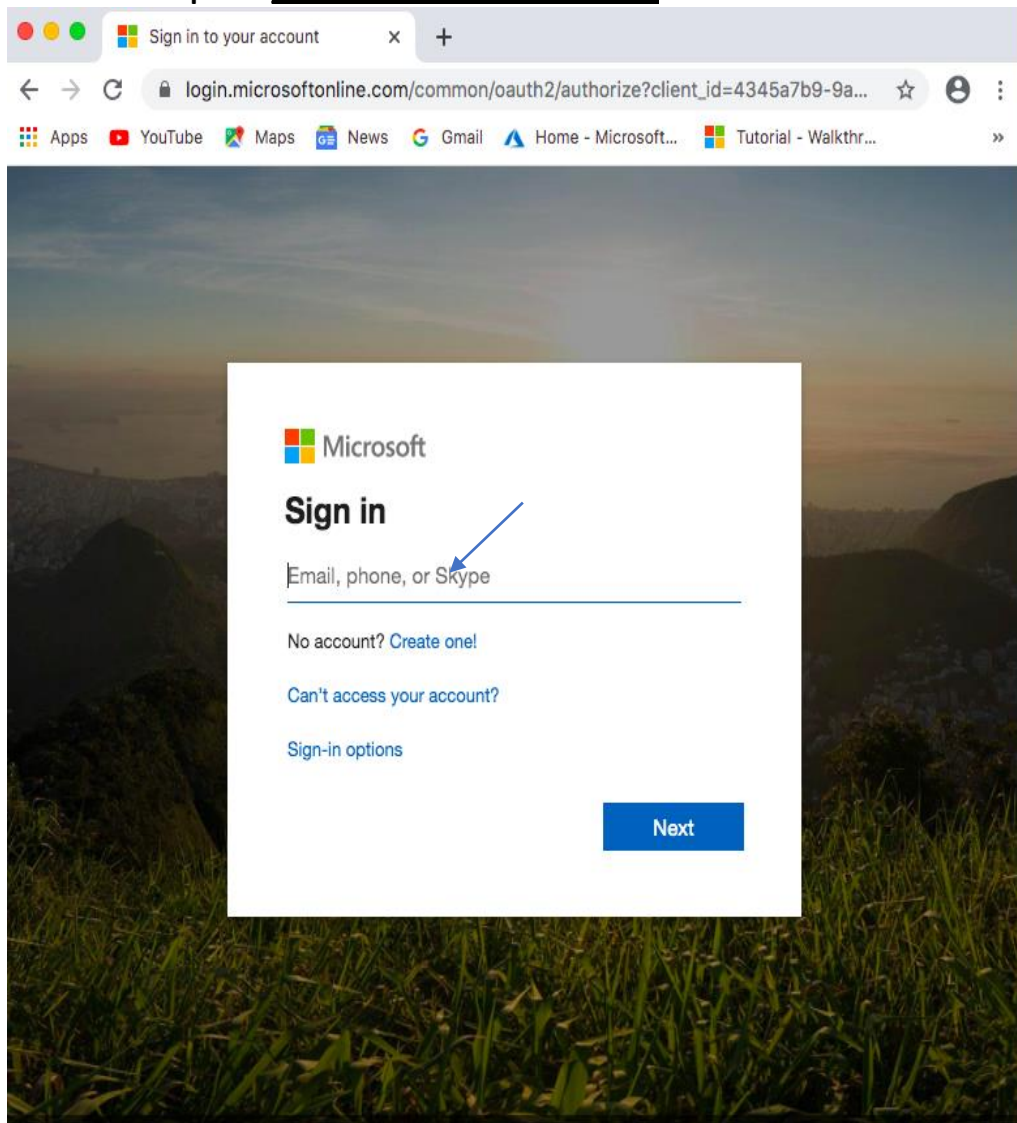 Sign in to your account
login.microsoftonline.com/common/oauth2/authorize?client_id=4345a7b9-9a...
Apps YouTube Maps News Gmail Home - Microsoft... Tutorial - Walkthr...
Microsoft
Sign in
Email, phone, or Skype
No account? Create one!
Can't access your account?
Sign-in options
Next